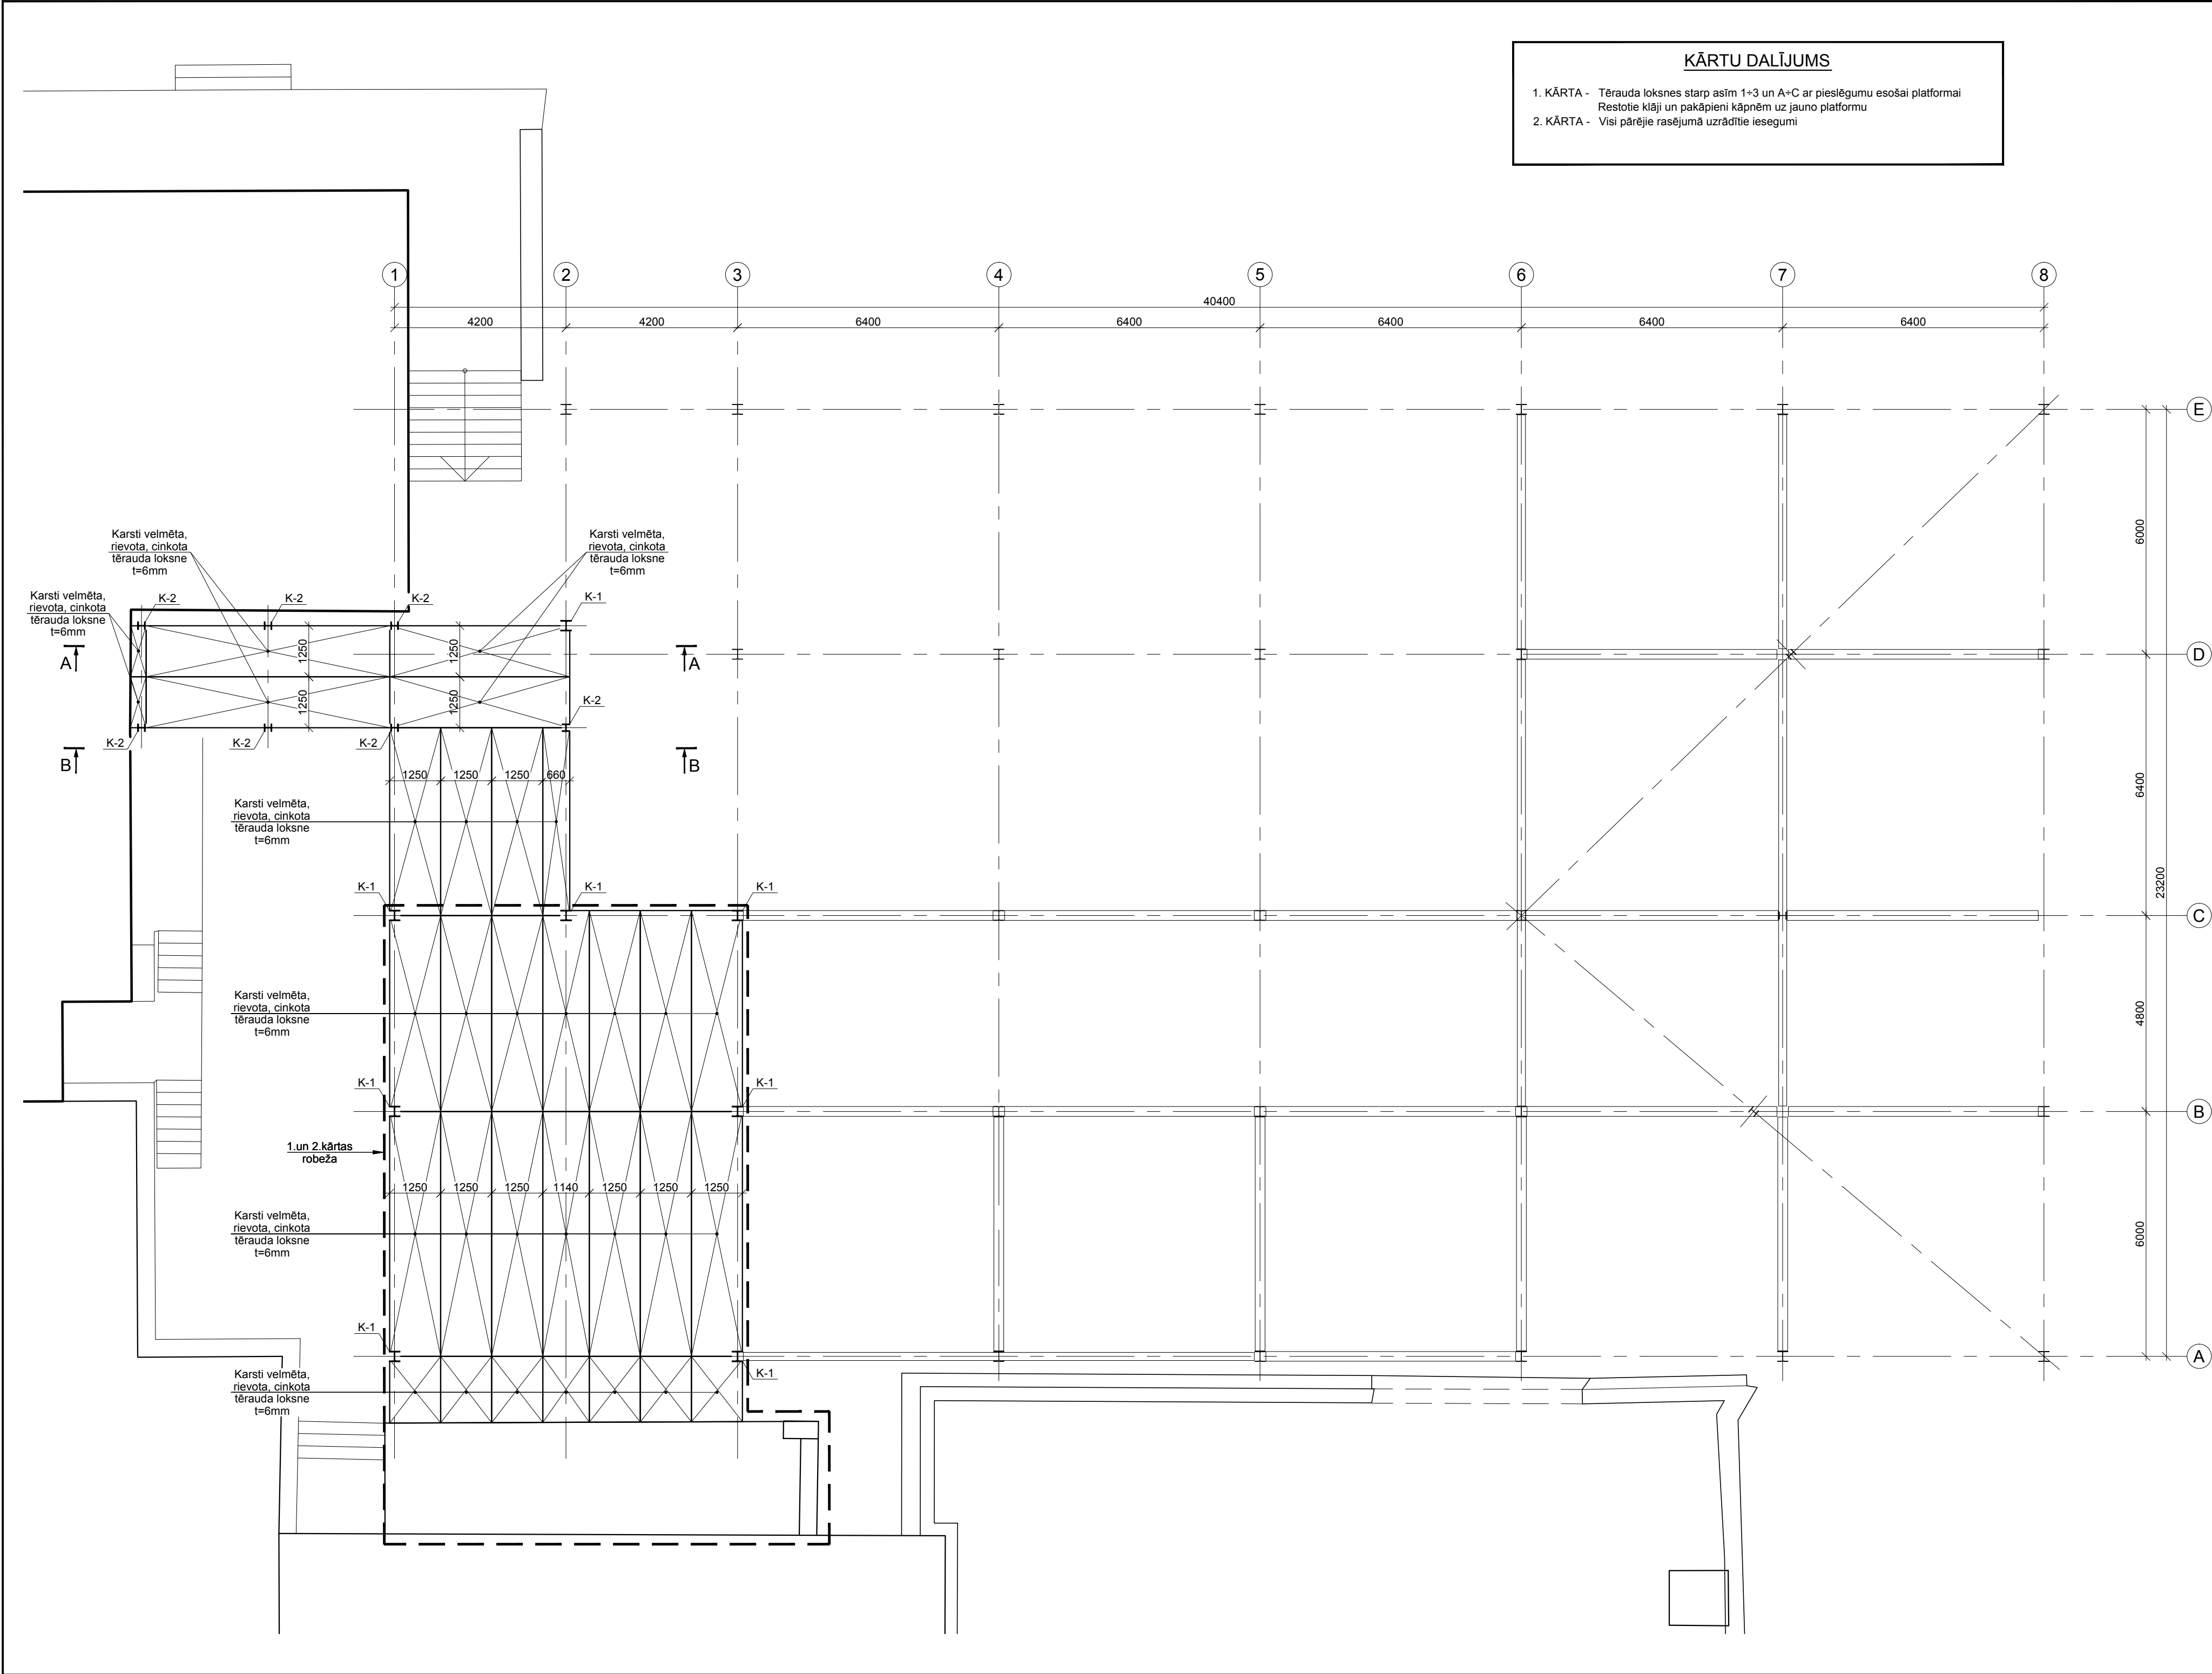 KĀRTU DALĪJUMS
1. KĀRTA - Tērauda loksnes starp asīm 1÷3 un A÷C ar pieslēgumu esošai platformai
Restotie klāji un pakāpieni kāpnēm uz jauno platformu
2. KĀRTA - Visi pārējie rasējumā uzrādītie iesegumi
1
2
3
4
5
6
7
8
40400
4200
4200
6400
6400
6400
6400
6400
E
6000
Karsti velmēta,
rievota, cinkota
tērauda loksne
t=6mm
Karsti velmēta,
rievota, cinkota
tērauda loksne
t=6mm
Karsti velmēta,
rievota, cinkota
tērauda loksne
t=6mm
K-2
K-2
K-2
K-1
1250
1250
A
A
D
1250
1250
K-2
K-2
K-2
K-2
B
B
1250
1250
1250
660
6400
Karsti velmēta,
rievota, cinkota
tērauda loksne
t=6mm
23200
K-1
K-1
K-1
C
Karsti velmēta,
rievota, cinkota
tērauda loksne
t=6mm
4800
K-1
K-1
B
1.un 2.kārtas
robeža
1250
1250
1250
1140
1250
1250
1250
Karsti velmēta,
rievota, cinkota
tērauda loksne
t=6mm
6000
K-1
A
K-1
Karsti velmēta,
rievota, cinkota
tērauda loksne
t=6mm